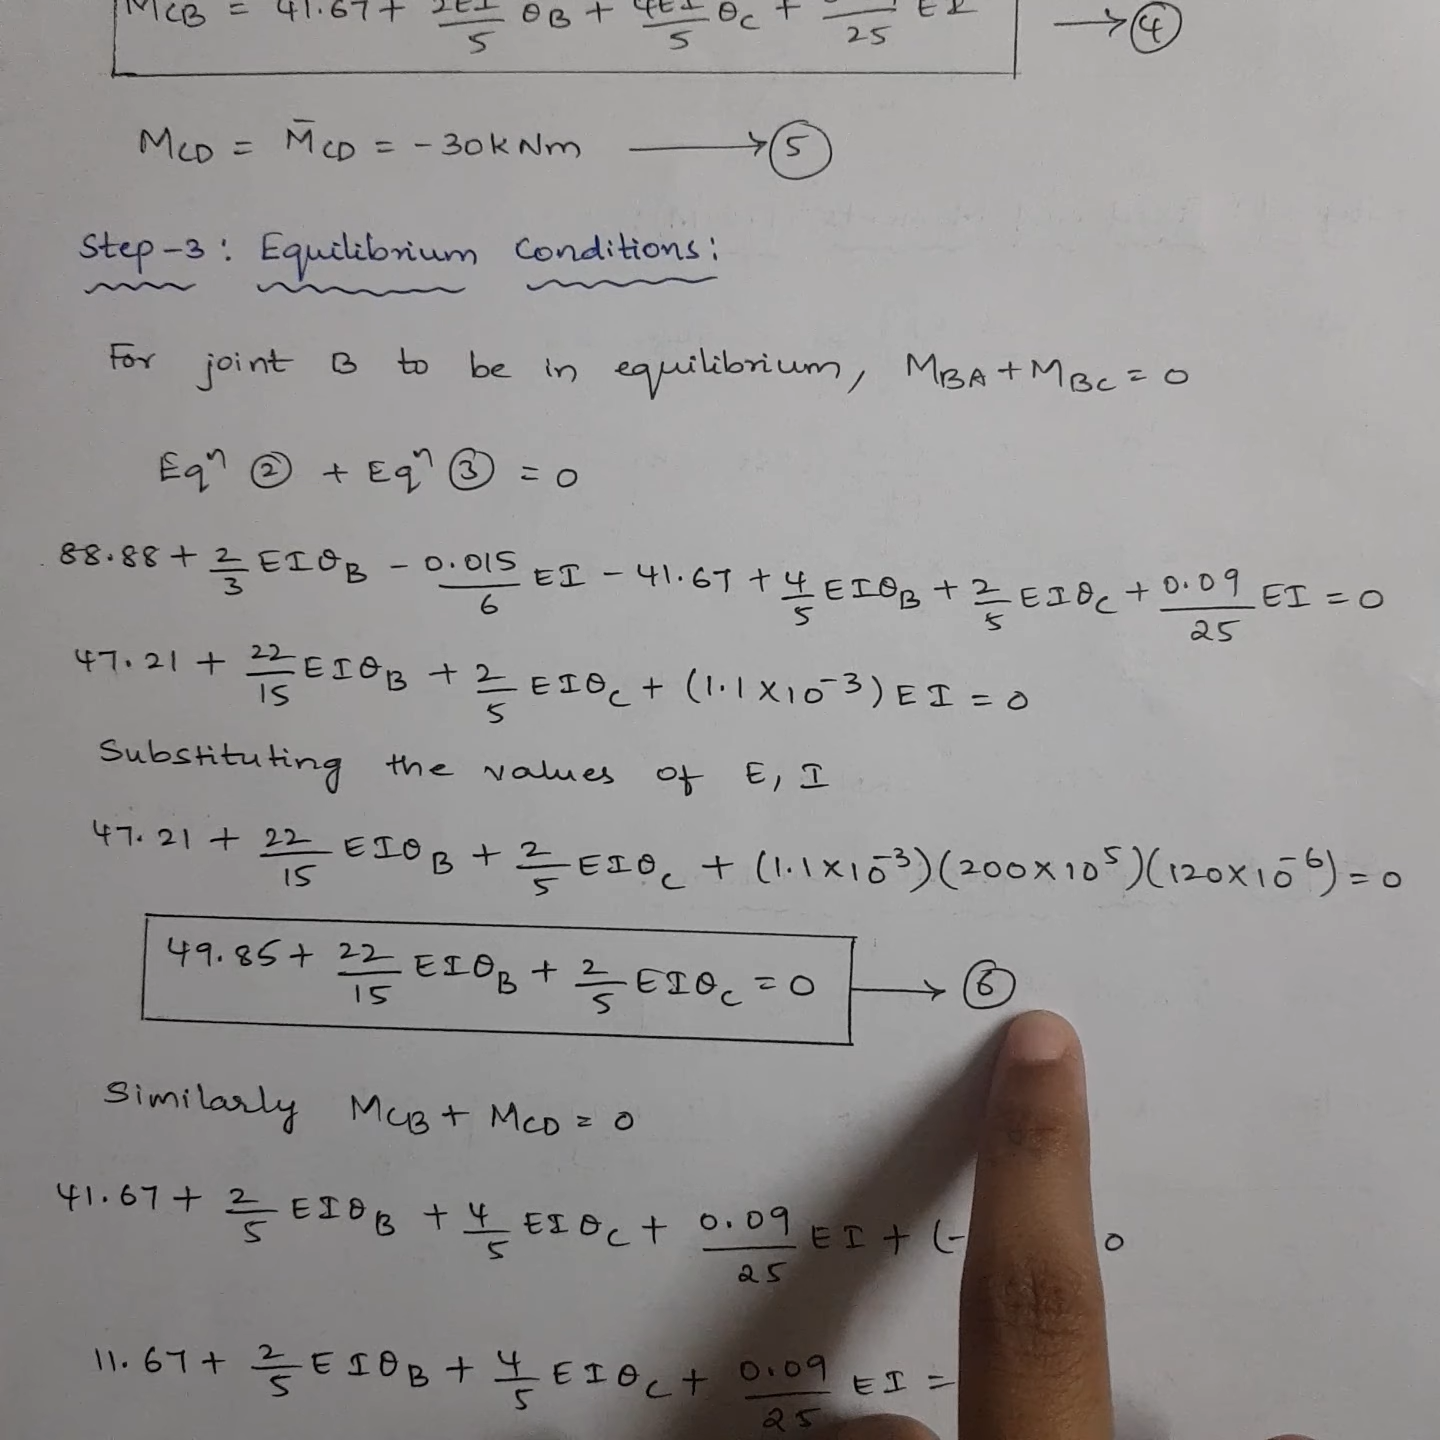 MCB = 41.67 + 2EI/5 θB + 4EI/5 θC + /25 EI → ④
MCD = M̄CD = -30kNm → ⑤
Step-3: Equilibrium Conditions:
For joint B to be in equilibrium, MBA + MBC = 0
Eqⁿ ② + Eqⁿ ③ = 0
88.88 + 2/3 EIθB - 0.015/6 EI - 41.67 + 4/5 EIθB + 2/5 EIθC + 0.09/25 EI = 0
47.21 + 22/15 EIθB + 2/5 EIθC + (1.1×10⁻³) EI = 0
Substituting the values of E, I
47.21 + 22/15 EIθB + 2/5 EIθC + (1.1×10⁻³)(200×10⁵)(120×10⁻⁶) = 0
49.85 + 22/15 EIθB + 2/5 EIθC = 0 → ⑥
Similarly MCB + MCD = 0
41.67 + 2/5 EIθB + 4/5 EIθC + 0.09/25 EI + (- 0
11.67 + 2/5 EIθB + 4/5 EIθC + 0.09/25 EI =